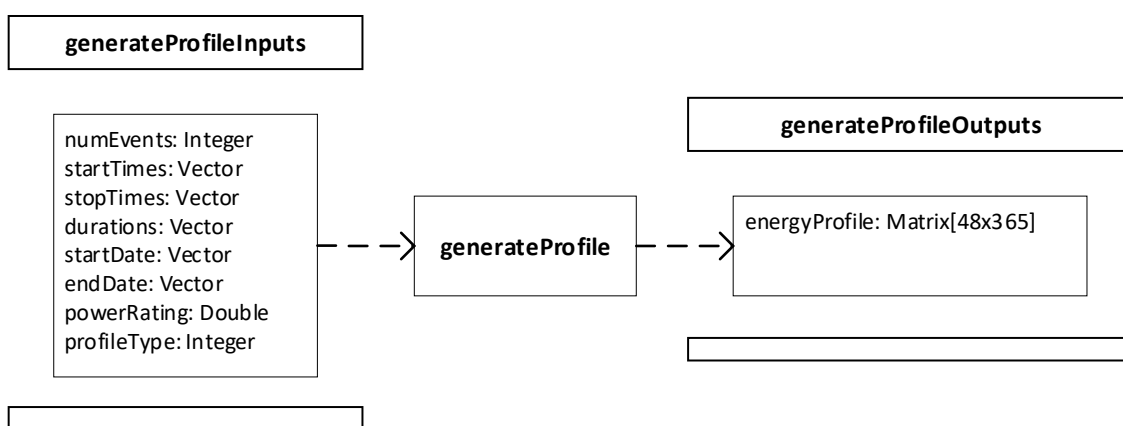 generateProfileInputs
numEvents: Integer
startTimes: Vector
stopTimes: Vector
durations: Vector
startDate: Vector
endDate: Vector
powerRating: Double
profileType: Integer
generateProfile
generateProfileOutputs
energyProfile: Matrix[48x365]